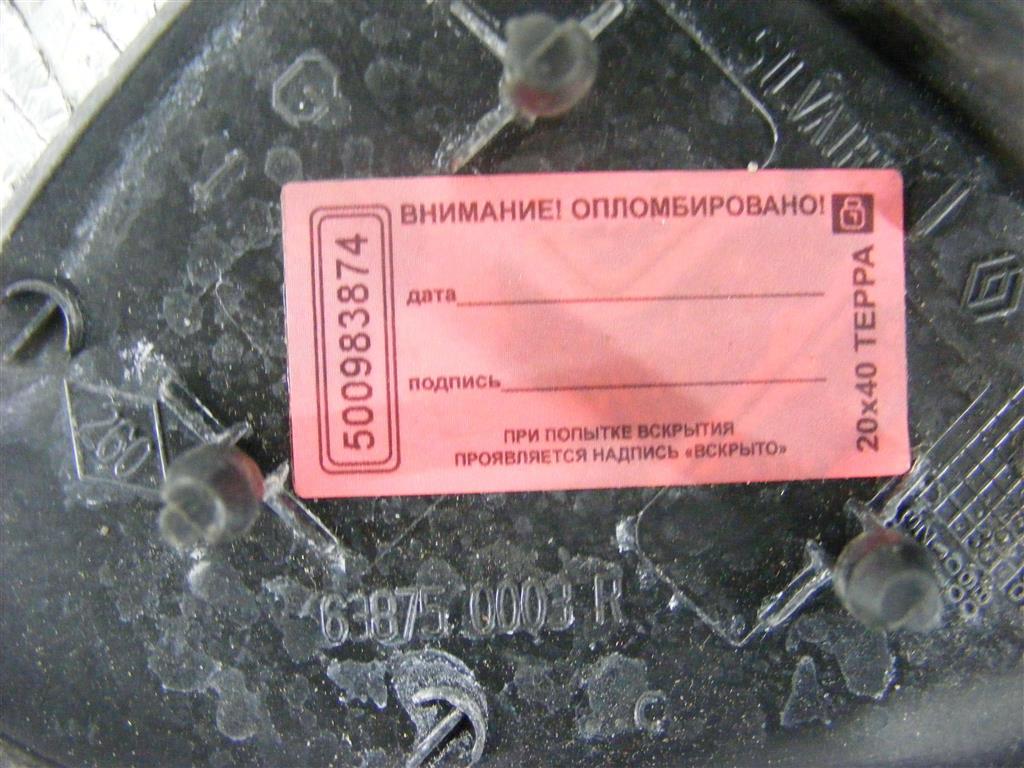 ВНИМАНИЕ! ОПЛОМБИРОВАНО!
500983874
дата
подпись
20х40 ТЕРРА
ПРИ ПОПЫТКЕ ВСКРЫТИЯ
ПРОЯВЛЯЕТСЯ НАДПИСЬ «ВСКРЫТО»
63875 0003 R
C